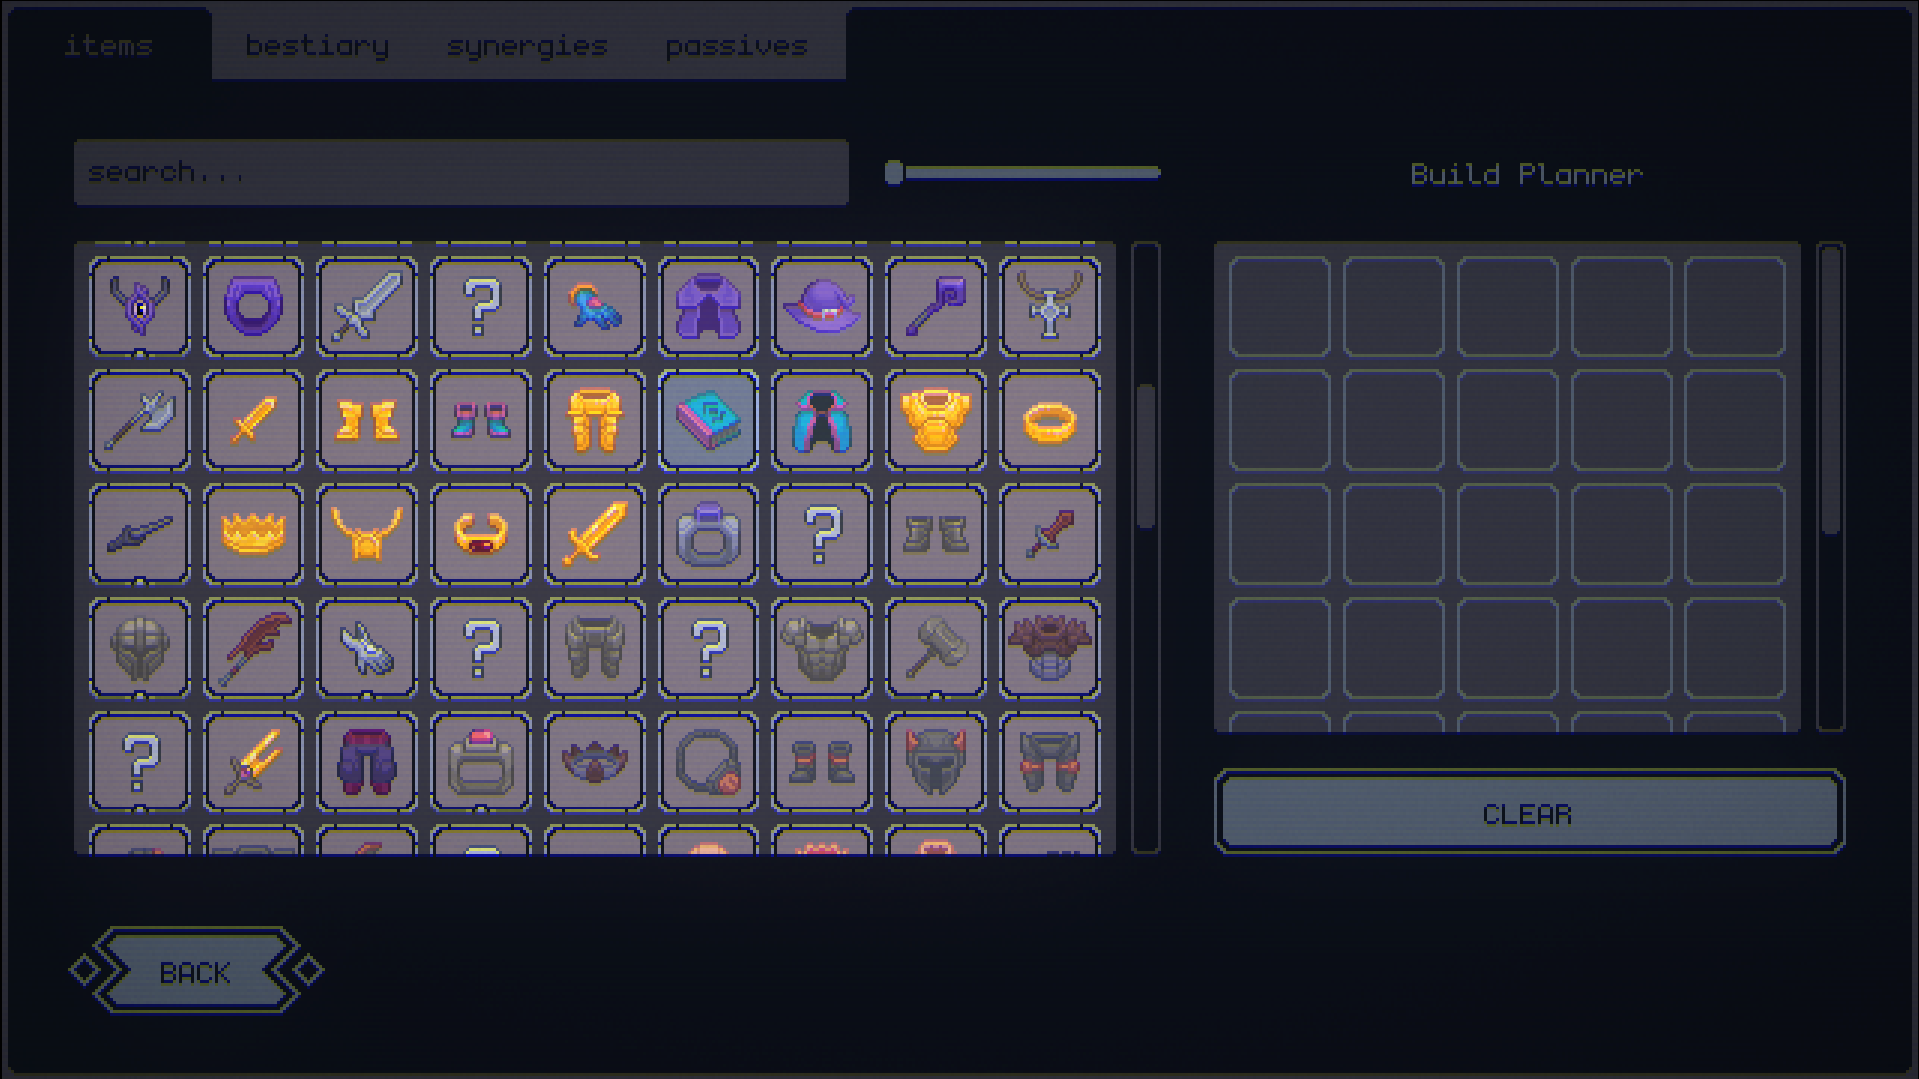 items
bestiary
synergies
passives
search...
Build Planner
?
?
?
?
?
CLEAR
BACK